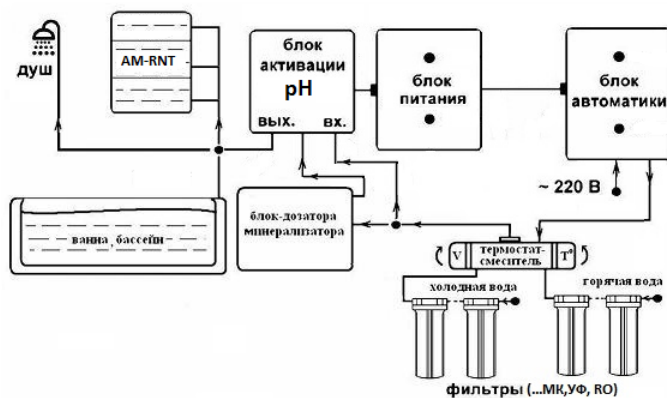 душ
AM-RNT
блок
активации
pH
вых. вх.
блок
питания
блок
автоматики
~ 220 В
ванна, бассейн
блок-дозатора
минерализатора
V
термостат-
смеситель
T°
холодная вода
горячая вода
фильтры (...МК,УФ, RO)